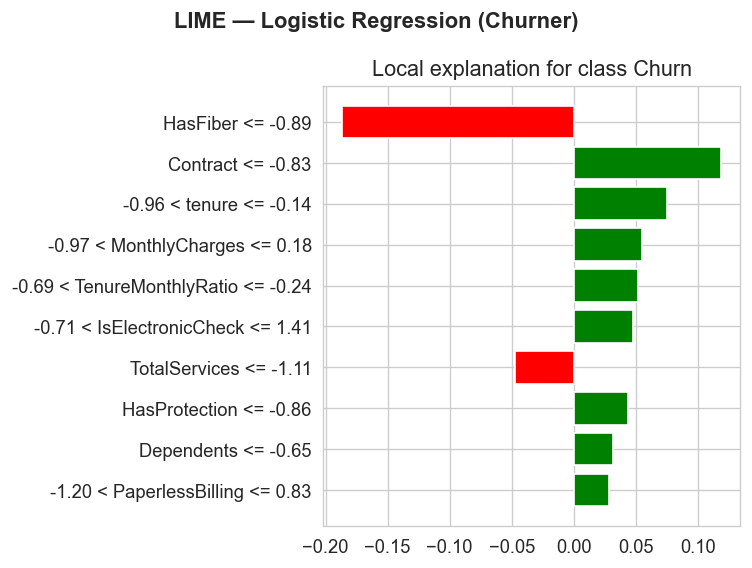 LIME — Logistic Regression (Churner)
Local explanation for class Churn
HasFiber <= -0.89
Contract <= -0.83
-0.96 < tenure <= -0.14
-0.97 < MonthlyCharges <= 0.18
-0.69 < TenureMonthlyRatio <= -0.24
-0.71 < IsElectronicCheck <= 1.41
TotalServices <= -1.11
HasProtection <= -0.86
Dependents <= -0.65
-1.20 < PaperlessBilling <= 0.83
−0.20 −0.15 −0.10 −0.05 0.00 0.05 0.10